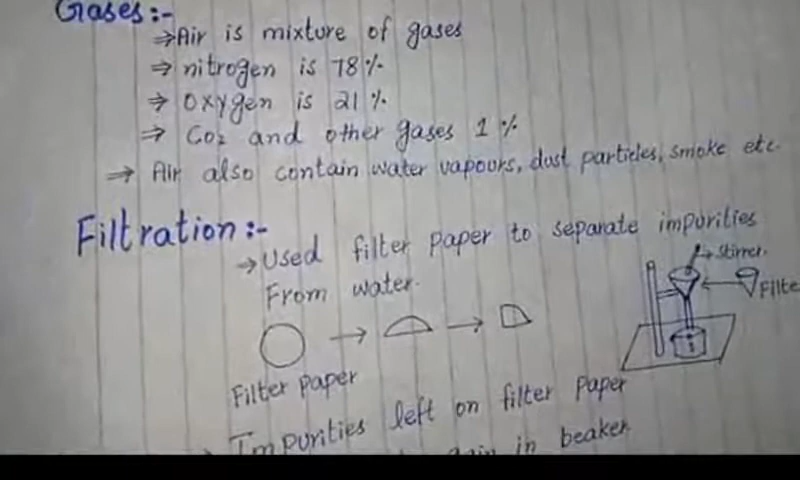 Gases:-
⇒ Air is mixture of gases
⇒ nitrogen is 78%
⇒ Oxygen is 21%
⇒ CO₂ and other gases 1%
⇒ Air also contain water vapours, dust particles, smoke etc.
Filtration:-
→ Used filter paper to separate impurities
From water.
→ Stirrer.
Filte
Filter paper
Impurities left on filter paper
in beaker